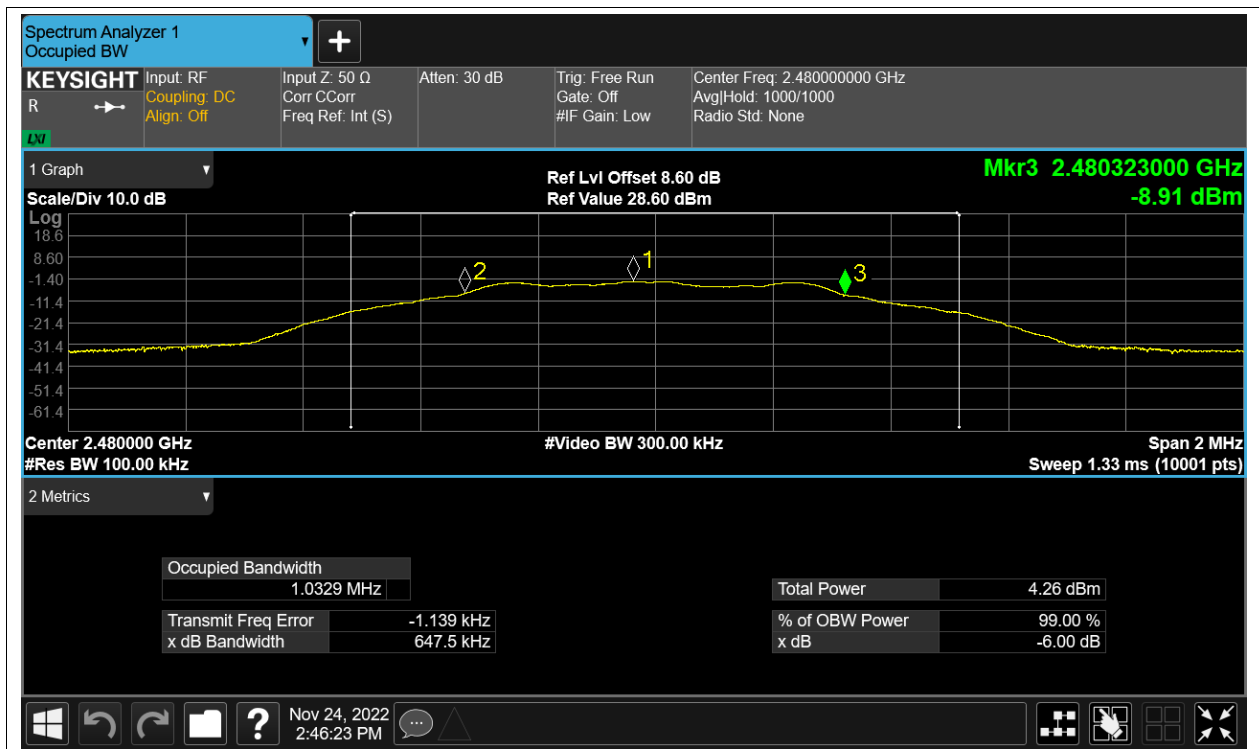 Spectrum Analyzer 1
Occupied BW
KEYSIGHT
R
LXI
Input: RF
Coupling: DC
Align: Off
Input Z: 50 Ω
Corr CCorr
Freq Ref: Int (S)
Atten: 30 dB
Trig: Free Run
Gate: Off
#IF Gain: Low
Center Freq: 2.480000000 GHz
Avg|Hold: 1000/1000
Radio Std: None
1 Graph
Scale/Div 10.0 dB
Ref Lvl Offset 8.60 dB
Ref Value 28.60 dBm
Mkr3 2.480323000 GHz
-8.91 dBm
Log
18.6
8.60
-1.40
-11.4
-21.4
-31.4
-41.4
-51.4
-61.4
2
1
3
Center 2.480000 GHz
#Video BW 300.00 kHz
Span 2 MHz
#Res BW 100.00 kHz
Sweep 1.33 ms (10001 pts)
2 Metrics
Occupied Bandwidth
1.0329 MHz
Transmit Freq Error -1.139 kHz
x dB Bandwidth 647.5 kHz
Total Power 4.26 dBm
% of OBW Power 99.00 %
x dB -6.00 dB
?
Nov 24, 2022
2:46:23 PM